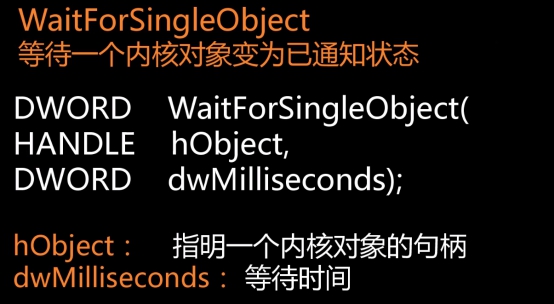 WaitForSingleObject
等待一个内核对象变为已通知状态
DWORD WaitForSingleObject(
HANDLE hObject,
DWORD dwMilliseconds);
hObject： 指明一个内核对象的句柄
dwMilliseconds：等待时间